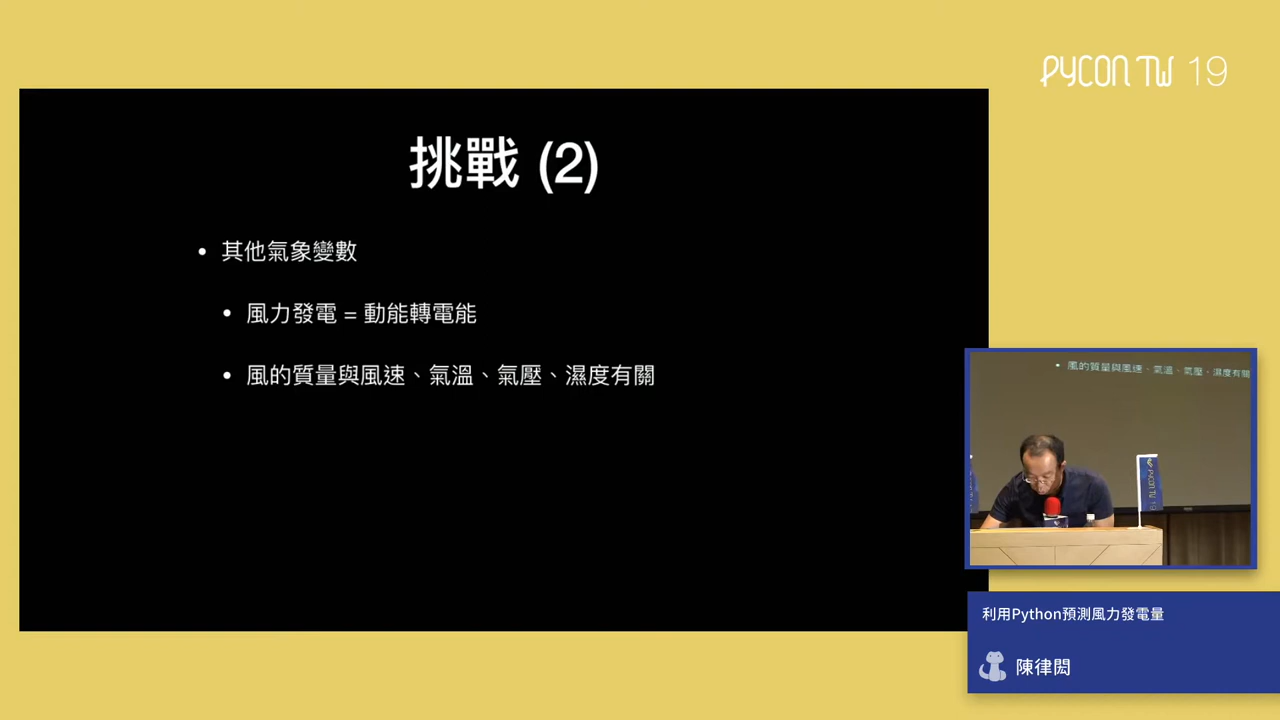 PYCON TW 19
挑戰 (2)
• 其他氣象變數
• 風力發電 = 動能轉電能
• 風的質量與風速、氣溫、氣壓、濕度有關
• 風的質量與風速、氣溫、氣壓、濕度有關
PYCON TW 19
利用Python預測風力發電量
陳律閎